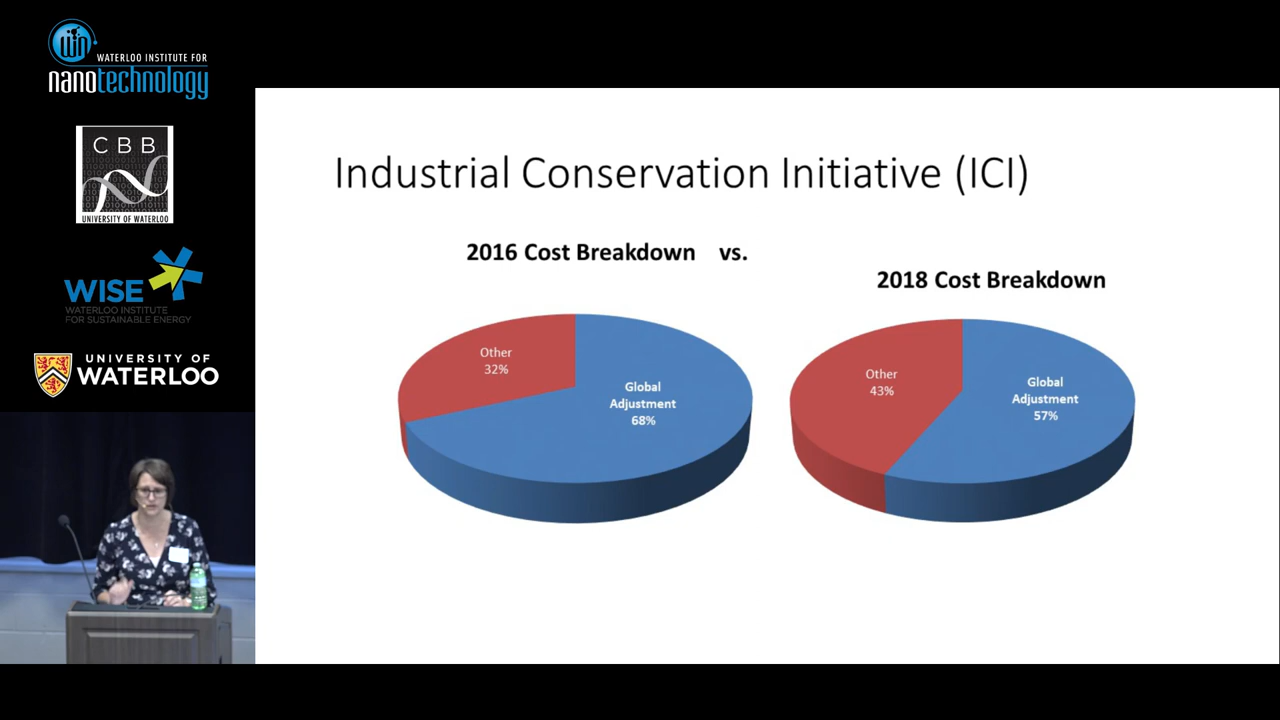 WATERLOO INSTITUTE FOR
nanotechnology
CBB
UNIVERSITY OF WATERLOO
WISE
WATERLOO INSTITUTE
FOR SUSTAINABLE ENERGY
UNIVERSITY OF
WATERLOO
Industrial Conservation Initiative (ICI)
2016 Cost Breakdown vs.
2018 Cost Breakdown
Other
32%
Global
Adjustment
68%
Other
43%
Global
Adjustment
57%